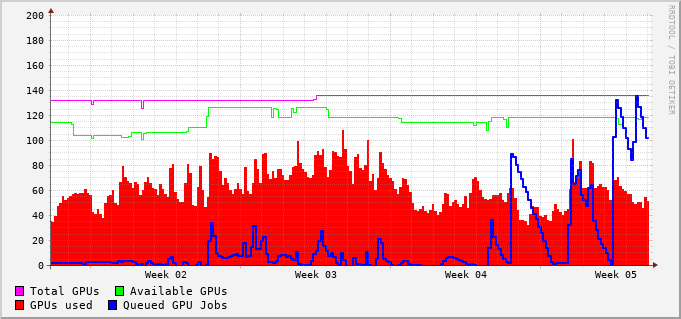 200
180
160
140
120
100
80
60
40
20
0
Week 02 Week 03 Week 04 Week 05
Total GPUs Available GPUs
GPUs used Queued GPU Jobs
RRDTOOL / TOBI OETIKER